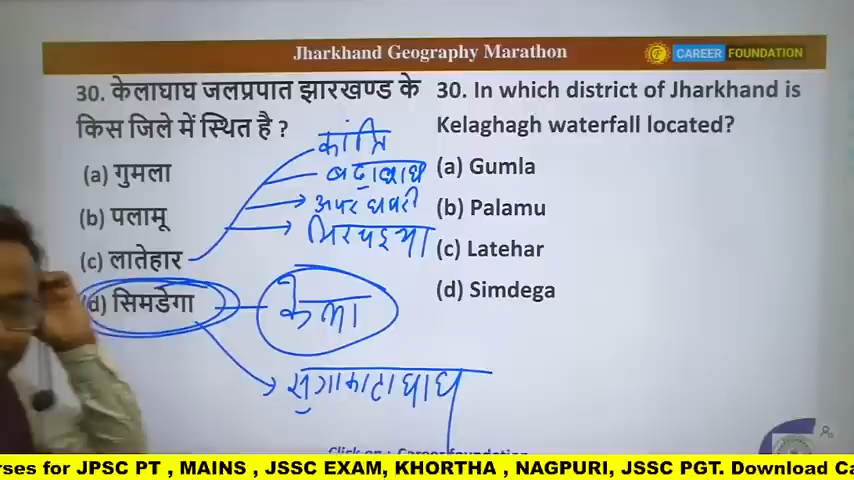 Jharkhand Geography Marathon
CAREER FOUNDATION
30. केलाघाघ जलप्रपात झारखण्ड के
किस जिले में स्थित है ?
(a) गुमला
(b) पलामू
(c) लातेहार
(d) सिमडेगा
कांति
अपर घघरी
मिरचइया
केला
सुगाकाटा घाघ
30. In which district of Jharkhand is
Kelaghagh waterfall located?
(a) Gumla
(b) Palamu
(c) Latehar
(d) Simdega
rses for JPSC PT , MAINS , JSSC EXAM, KHORTHA , NAGPURI, JSSC PGT. Download Ca